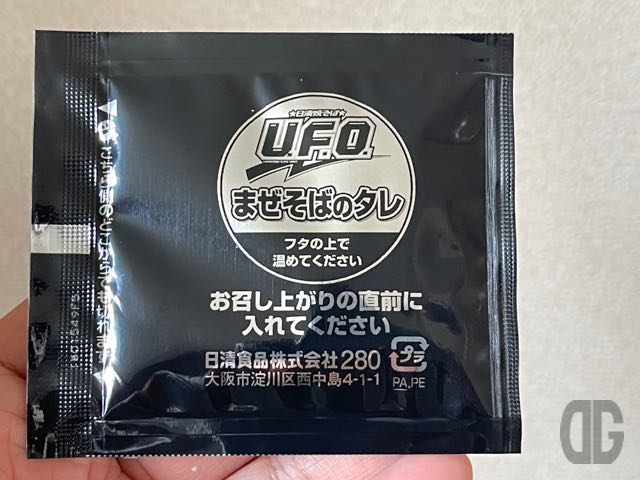 ★日清焼そば★
U.F.O.
まぜそばのタレ
フタの上で
温めてください
お召し上がりの直前に
入れてください
日清食品株式会社280
大阪市淀川区西中島4-1-1
プラ
PA,PE
こちら側のどこからでも切れます
DG